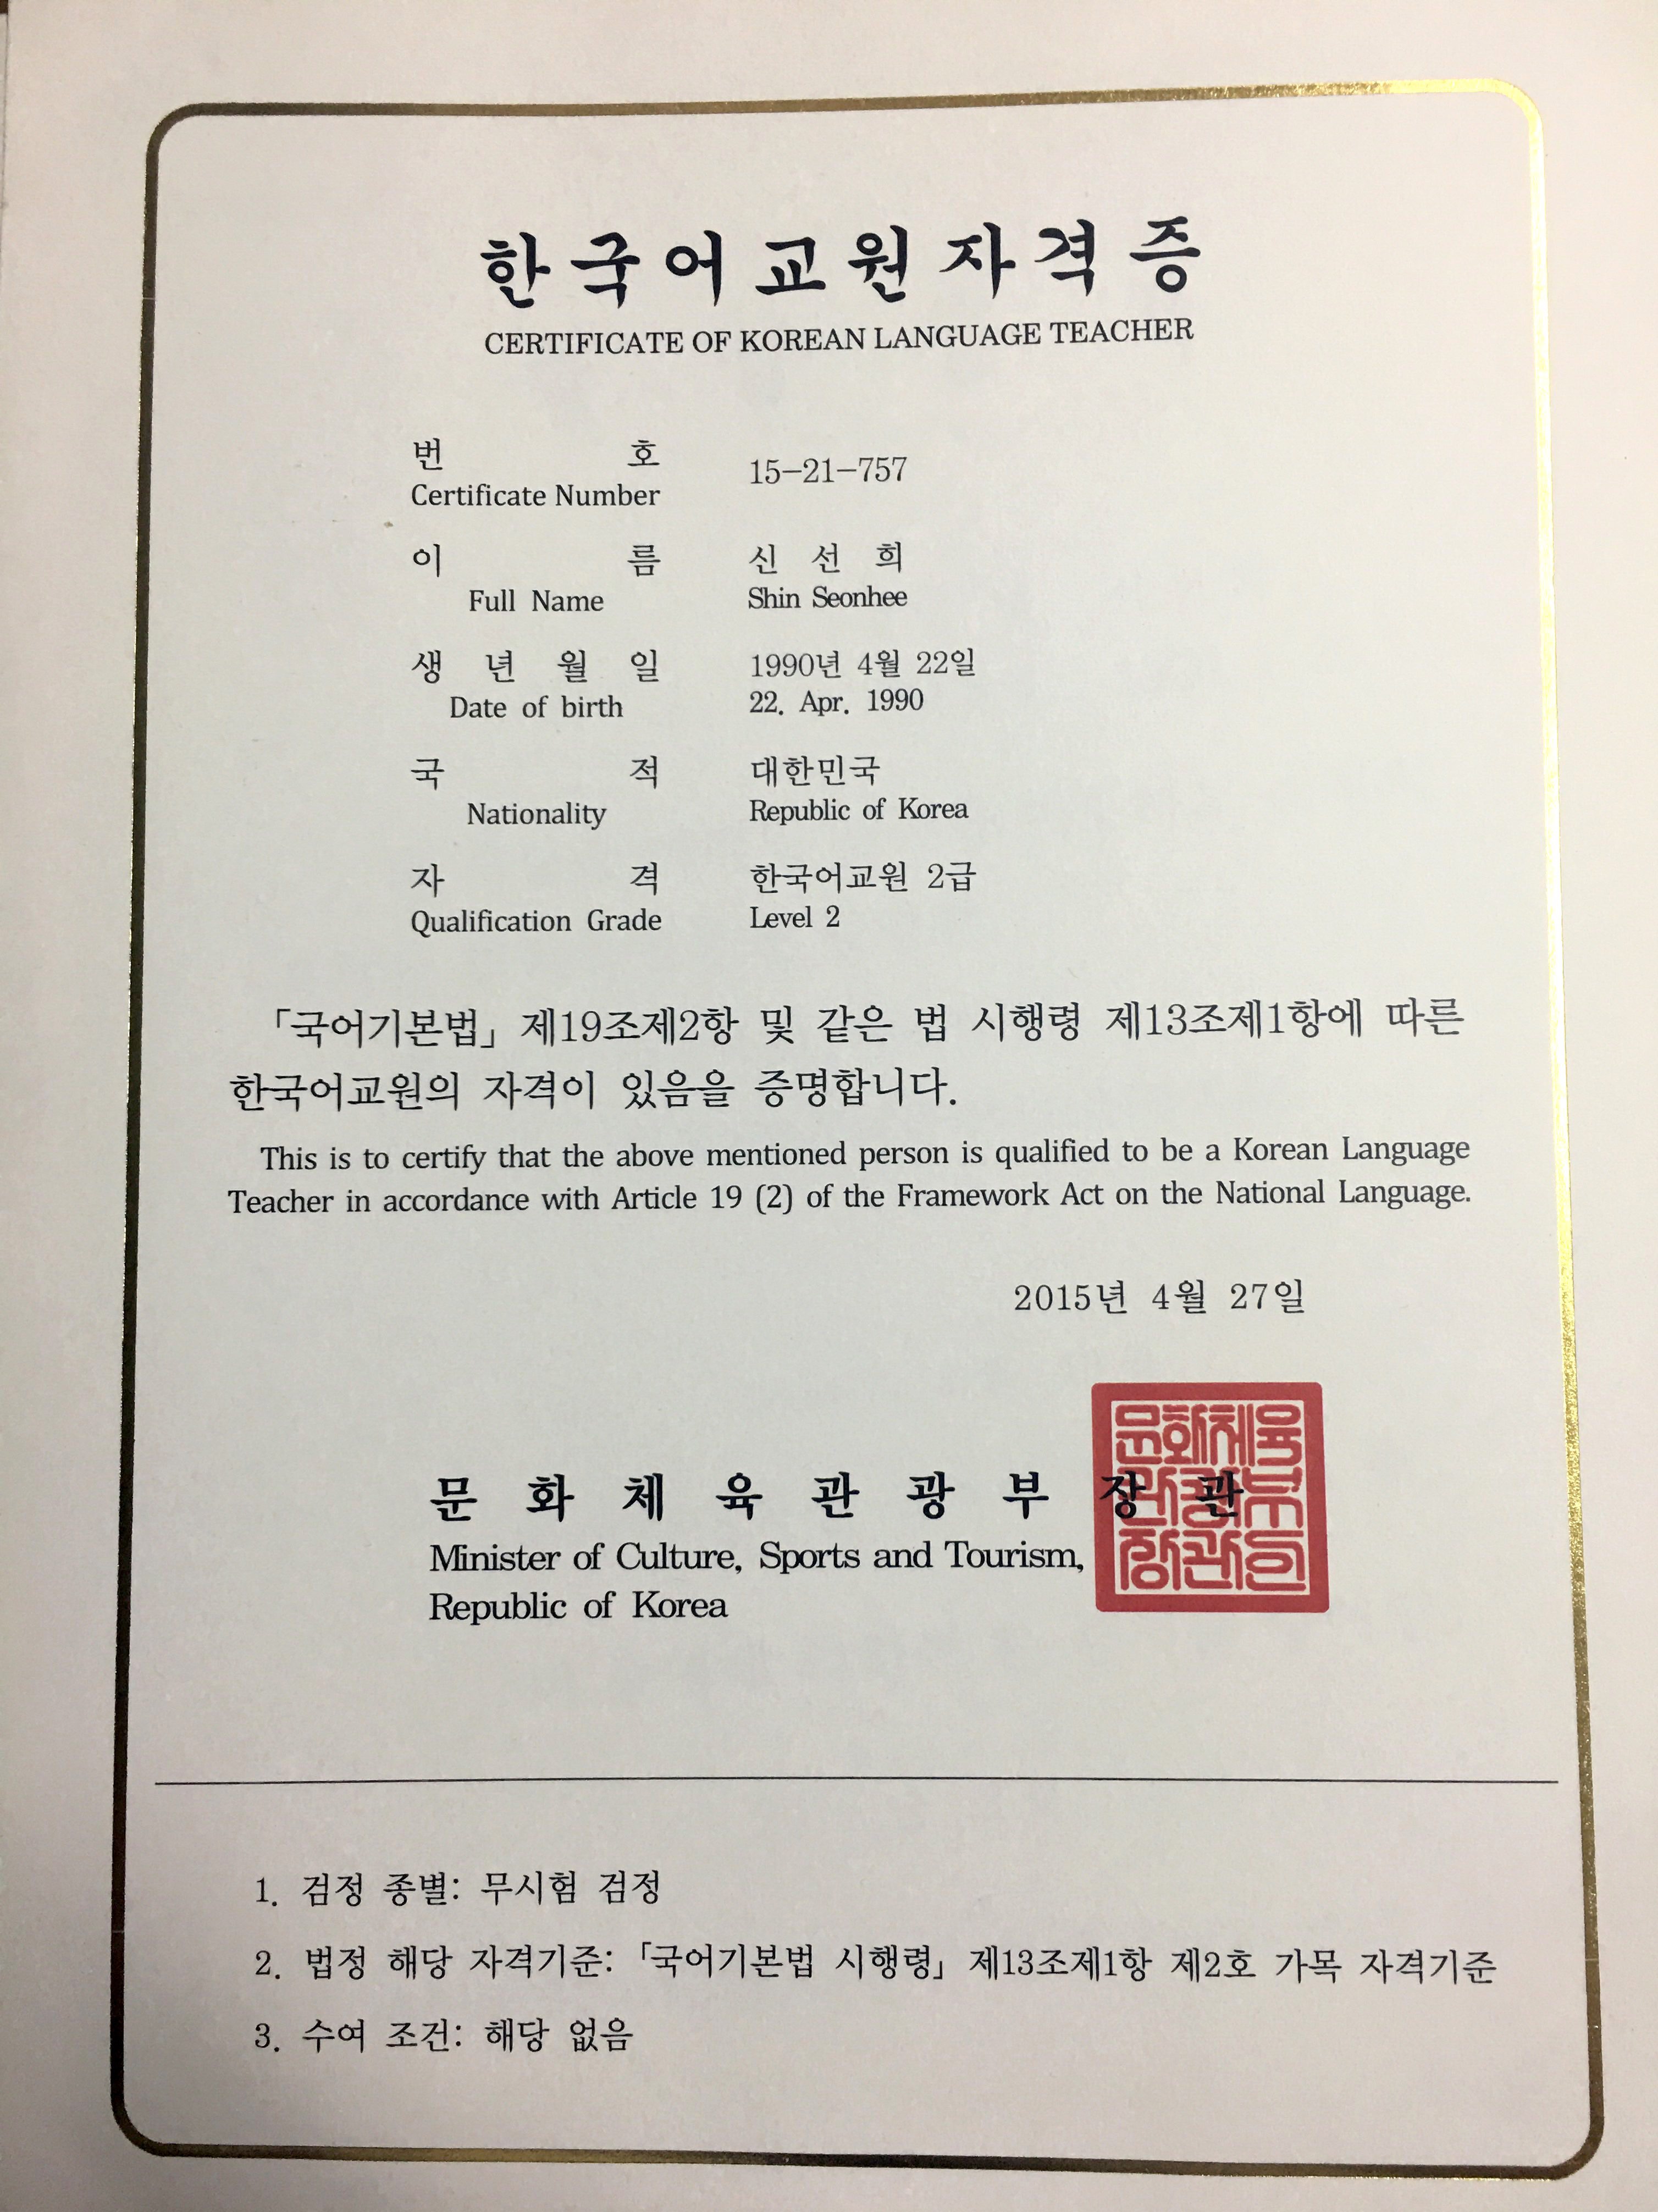 한국어교원자격증
CERTIFICATE OF KOREAN LANGUAGE TEACHER
번 호 15-21-757
Certificate Number
이 름 신 선 희
Full Name Shin Seonhee
생 년 월 일 1990년 4월 22일
Date of birth 22. Apr. 1990
국 적 대한민국
Nationality Republic of Korea
자 격 한국어교원 2급
Qualification Grade Level 2
「국어기본법」 제19조제2항 및 같은 법 시행령 제13조제1항에 따른
한국어교원의 자격이 있음을 증명합니다.
This is to certify that the above mentioned person is qualified to be a Korean Language
Teacher in accordance with Article 19 (2) of the Framework Act on the National Language.
2015년 4월 27일
문 화 체 육 관 광 부 장 관
Minister of Culture, Sports and Tourism,
Republic of Korea
문화체육
관광부
장관의인
1. 검정 종별: 무시험 검정
2. 법정 해당 자격기준: 「국어기본법 시행령」 제13조제1항 제2호 가목 자격기준
3. 수여 조건: 해당 없음